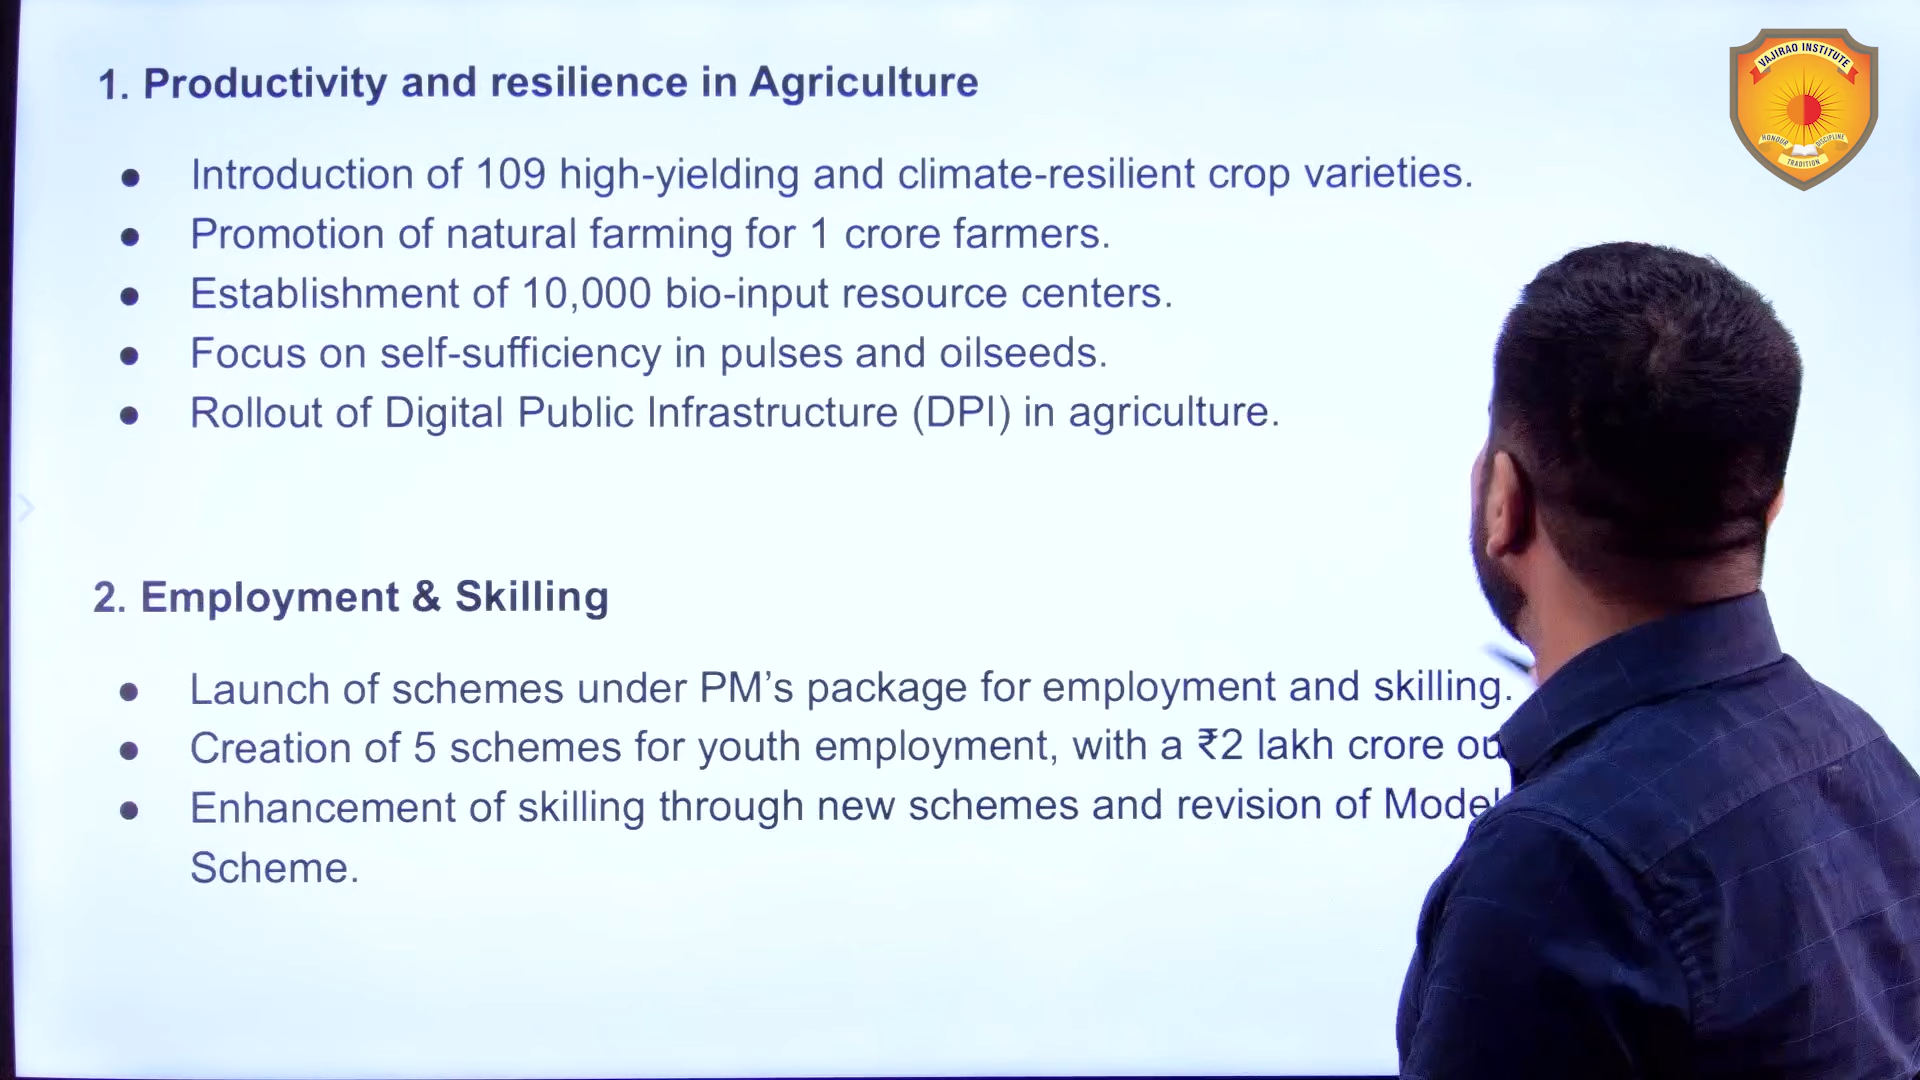 1. Productivity and resilience in Agriculture
● Introduction of 109 high-yielding and climate-resilient crop varieties.
● Promotion of natural farming for 1 crore farmers.
● Establishment of 10,000 bio-input resource centers.
● Focus on self-sufficiency in pulses and oilseeds.
● Rollout of Digital Public Infrastructure (DPI) in agriculture.
2. Employment & Skilling
● Launch of schemes under PM's package for employment and skilling.
● Creation of 5 schemes for youth employment, with a ₹2 lakh crore
● Enhancement of skilling through new schemes and revision of Model
Scheme.
VAJIRAO INSTITUTE
HONOUR
DISCIPLINE
TRADITION